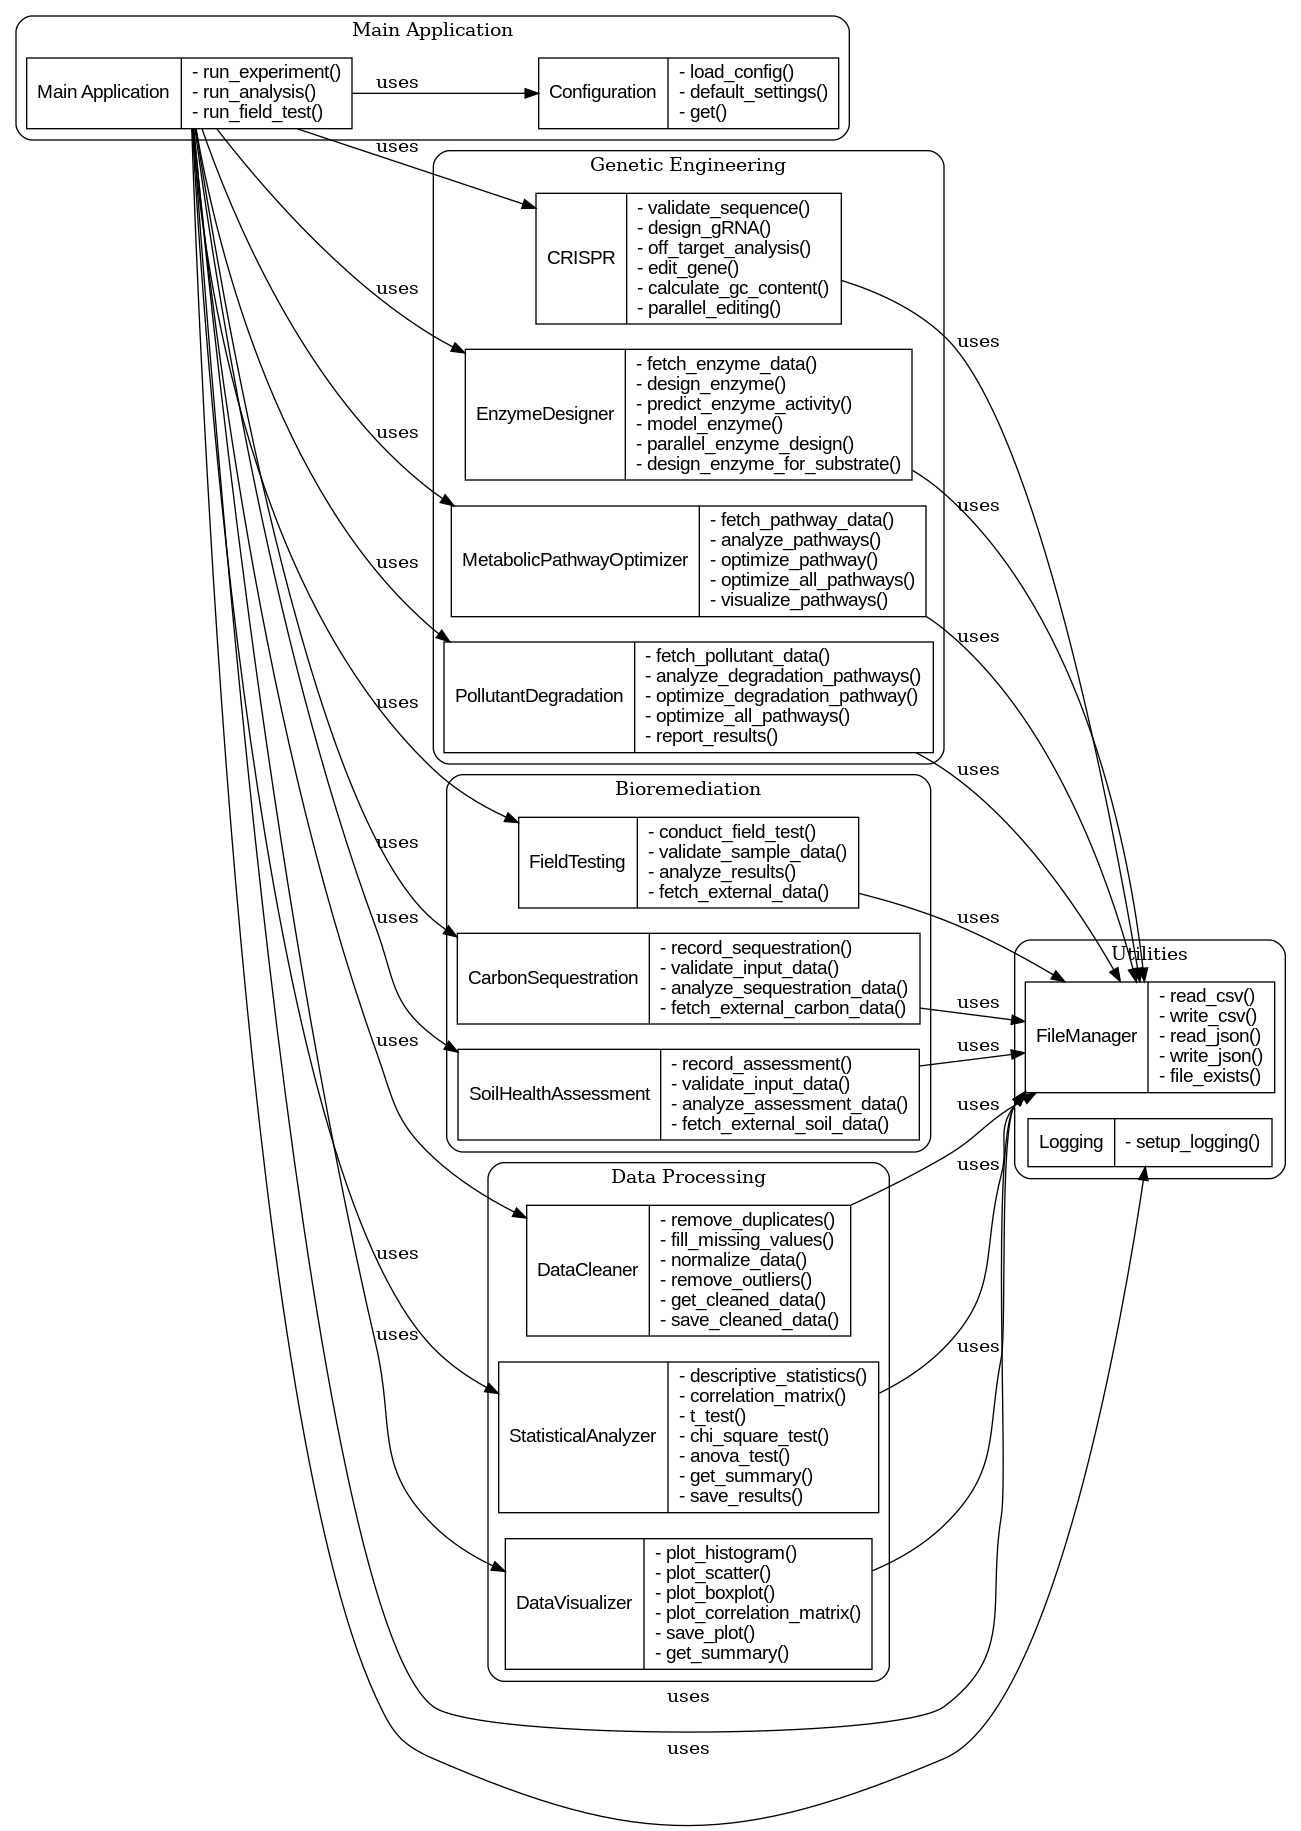 Main Application
Main Application
- run_experiment()
- run_analysis()
- run_field_test()
uses
Configuration
- load_config()
- default_settings()
- get()
uses
Genetic Engineering
CRISPR
- validate_sequence()
- design_gRNA()
- off_target_analysis()
- edit_gene()
- calculate_gc_content()
- parallel_editing()
uses
uses
EnzymeDesigner
- fetch_enzyme_data()
- design_enzyme()
- predict_enzyme_activity()
- model_enzyme()
- parallel_enzyme_design()
- design_enzyme_for_substrate()
uses
uses
MetabolicPathwayOptimizer
- fetch_pathway_data()
- analyze_pathways()
- optimize_pathway()
- optimize_all_pathways()
- visualize_pathways()
uses
uses
PollutantDegradation
- fetch_pollutant_data()
- analyze_degradation_pathways()
- optimize_degradation_pathway()
- optimize_all_pathways()
- report_results()
uses
uses
Bioremediation
FieldTesting
- conduct_field_test()
- validate_sample_data()
- analyze_results()
- fetch_external_data()
uses
uses
CarbonSequestration
- record_sequestration()
- validate_input_data()
- analyze_sequestration_data()
- fetch_external_carbon_data()
uses
uses
SoilHealthAssessment
- record_assessment()
- validate_input_data()
- analyze_assessment_data()
- fetch_external_soil_data()
uses
uses
Utilities
FileManager
- read_csv()
- write_csv()
- read_json()
- write_json()
- file_exists()
Logging
- setup_logging()
uses
uses
Data Processing
DataCleaner
- remove_duplicates()
- fill_missing_values()
- normalize_data()
- remove_outliers()
- get_cleaned_data()
- save_cleaned_data()
uses
uses
uses
StatisticalAnalyzer
- descriptive_statistics()
- correlation_matrix()
- t_test()
- chi_square_test()
- anova_test()
- get_summary()
- save_results()
DataVisualizer
- plot_histogram()
- plot_scatter()
- plot_boxplot()
- plot_correlation_matrix()
- save_plot()
- get_summary()
uses
uses